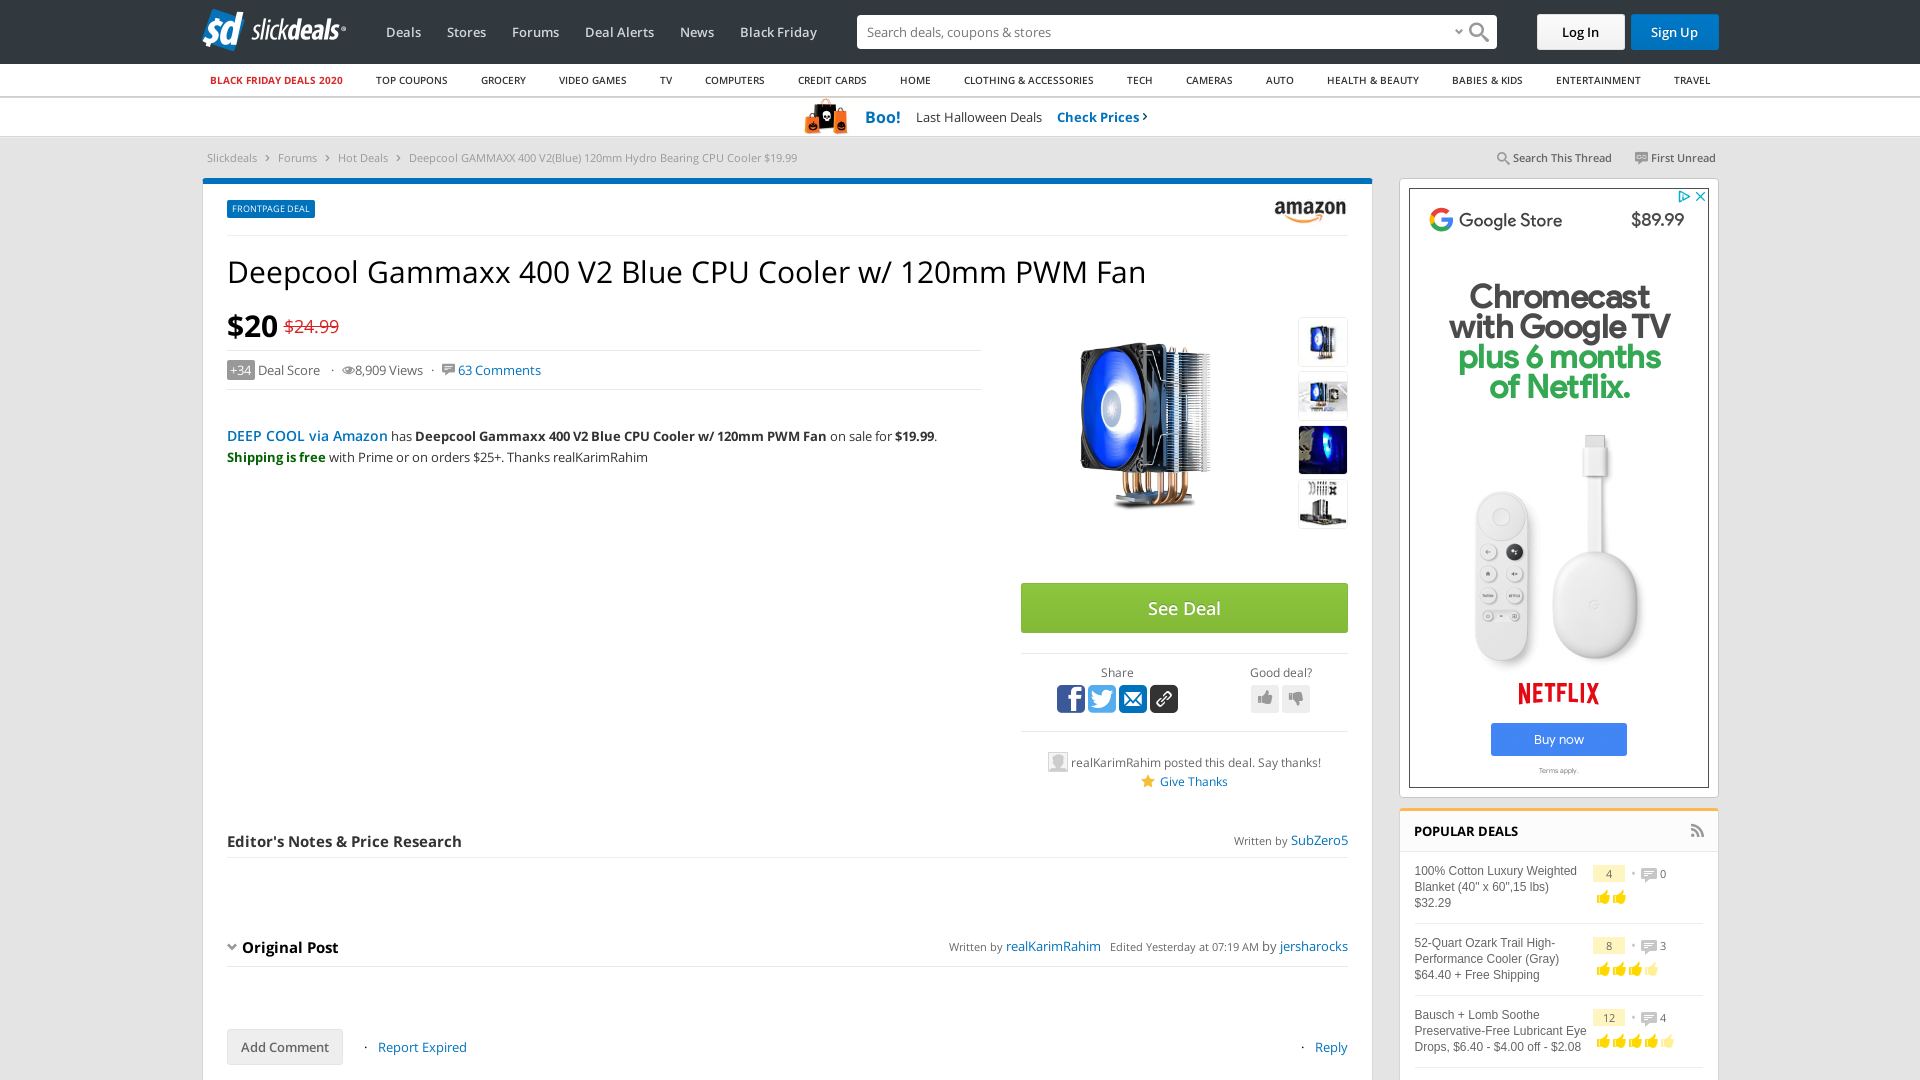 sd slickdeals
Deals Stores Forums Deal Alerts News Black Friday
Search deals, coupons & shopping
Log In Sign Up
BLACK FRIDAY DEALS 2020 TOP COUPONS GROCERY VIDEO GAMES TV COMPUTERS CREDIT CARDS HOME CLOTHING & ACCESSORIES TECH CAMERAS AUTO HEALTH & BEAUTY BABIES & KIDS ENTERTAINMENT TRAVEL
Boo! Last Halloween Deals Check Prices ›
Slickdeals › Forums › Hot Deals › Deepcool GAMMAXX 400 V2(Blue) 120mm Hydro Bearing CPU Cooler $19.99
Search This Thread First Unread
FRONTPAGE DEAL
amazon
Deepcool Gammaxx 400 V2 Blue CPU Cooler w/ 120mm PWM Fan
$20 $24.99
+34 Deal Score · 8,909 Views · 63 Comments
DEEP COOL via Amazon has Deepcool Gammaxx 400 V2 Blue CPU Cooler w/ 120mm PWM Fan on sale for $19.99.
Shipping is free with Prime or on orders $25+. Thanks realKarimRahim
See Deal
Share Good deal?
realKarimRahim posted this deal. Say thanks!
Give Thanks
Editor's Notes & Price Research
Written by SubZero5
Original Post
Written by realKarimRahim Edited Yesterday at 07:19 AM by jersharocks
Add Comment · Report Expired · Reply
Google Store $89.99
Chromecast
with Google TV
plus 6 months
of Netflix.
NETFLIX
Buy now
Terms apply.
POPULAR DEALS
100% Cotton Luxury Weighted
Blanket (40" x 60",15 lbs)
$32.29
4 • 0
52-Quart Ozark Trail High-
Performance Cooler (Gray)
$64.40 + Free Shipping
8 • 3
Bausch + Lomb Soothe
Preservative-Free Lubricant Eye
Drops, $6.40 - $4.00 off - $2.08
12 • 4